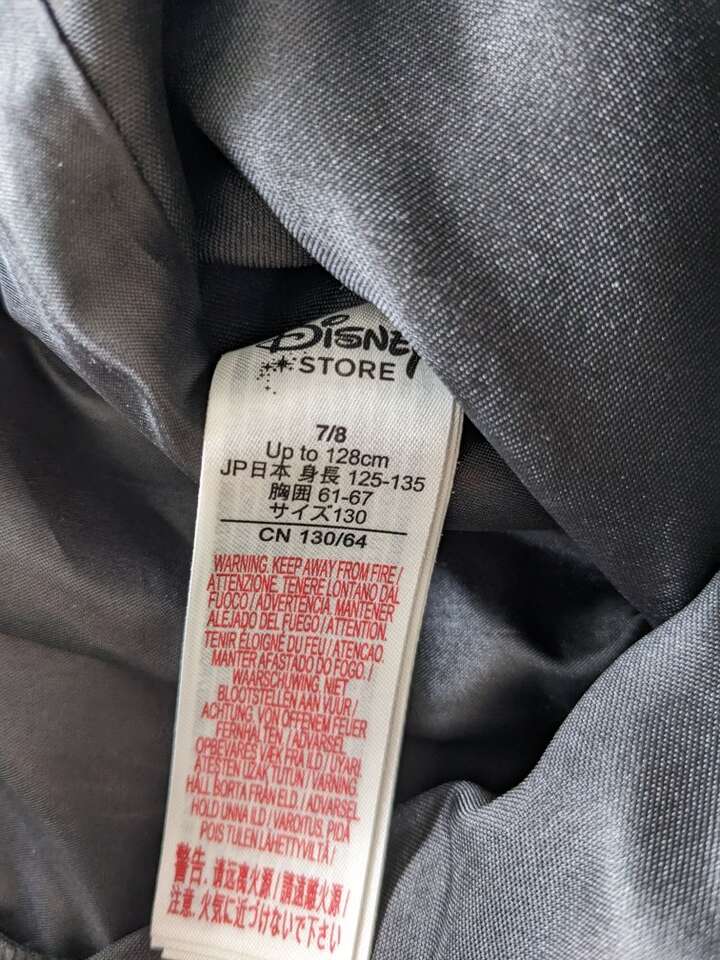 DISNEY
STORE
7/8
Up to 128cm
JP日本 身長 125-135
胸囲 61-67
サイズ130
CN 130/64
WARNING. KEEP AWAY FROM FIRE /
ATTENZIONE. TENERE LONTANO DAL
FUOCO / ADVERTENCIA. MANTENER
ALEJADO DEL FUEGO / ATTENTION.
TENIR ÉLOIGNÉ DU FEU / ATENCAO.
MANTER AFASTADO DO FOGO. /
WAARSCHUWING. NIET
BLOOTSTELLEN AAN VUUR /
ACHTUNG. VON OFFENEM FEUER
FERNHALTEN. / ADVARSEL
OPBEVARES VÆK FRA ILD / UYARI.
ATESTEN UZAK TUTUN / VARNING.
HÅLL BORTA FRÅN ELD. / ADVARSEL
HOLD UNNA ILD / VAROITUS. PIDÄ
POIS TULEN LÄHETTYVILTÄ /
警告. 请远离火源 / 請遠離火源 /
注意. 火気に近づけないで下さい